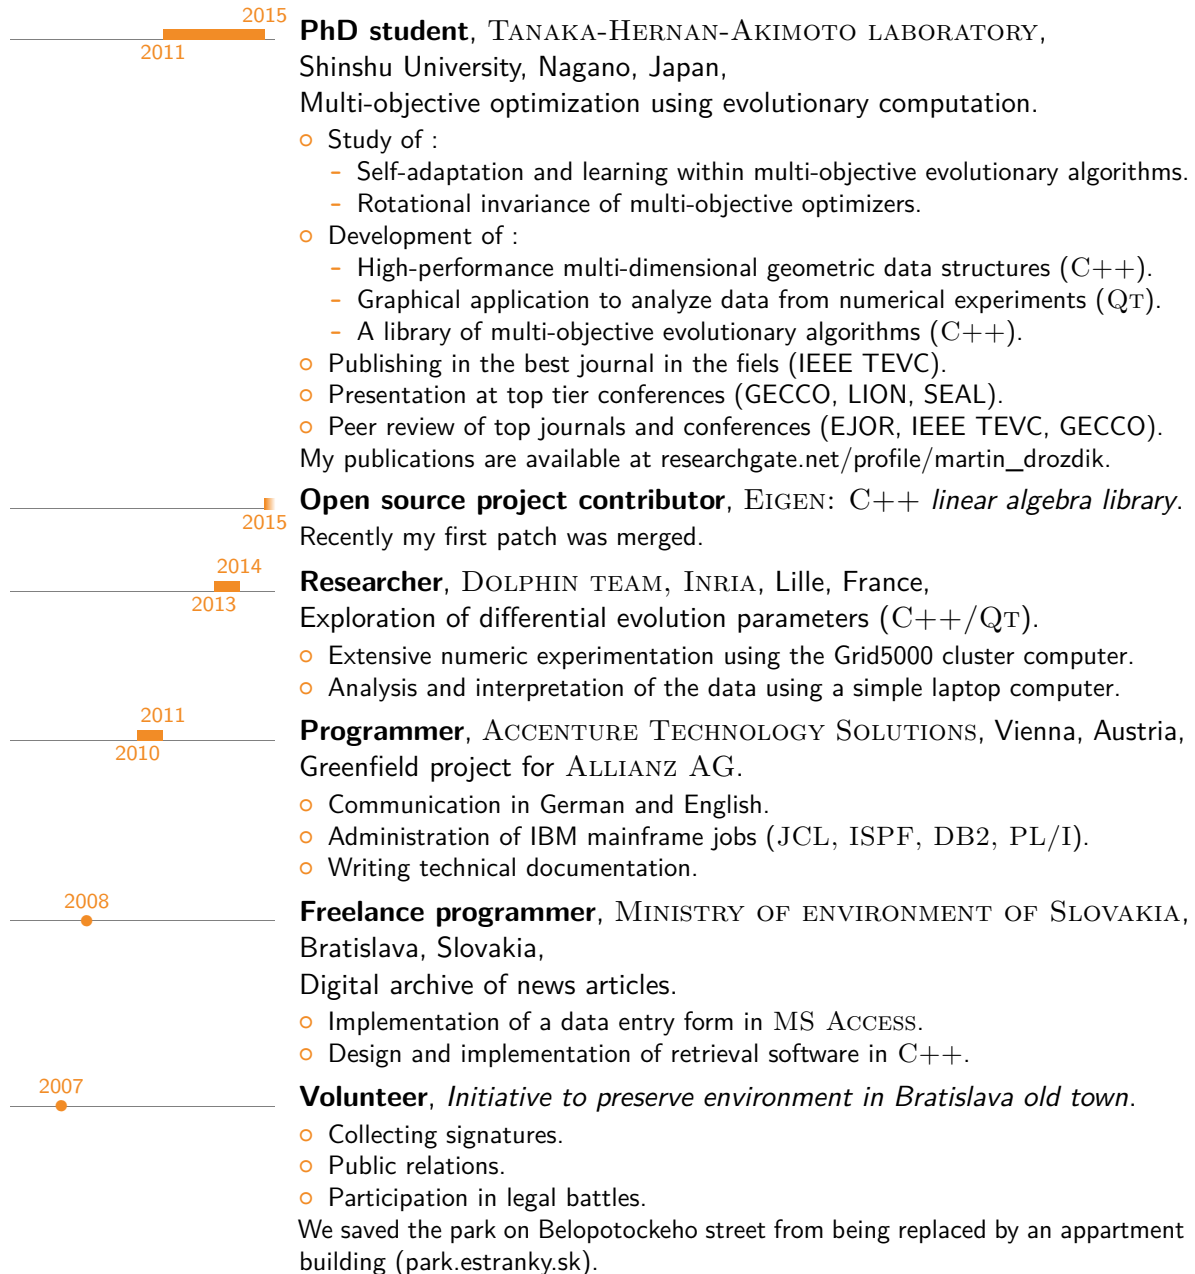 2015
2011
PhD student, Tanaka-Hernan-Akimoto laboratory,
Shinshu University, Nagano, Japan,
Multi-objective optimization using evolutionary computation.
Study of :
– Self-adaptation and learning within multi-objective evolutionary algorithms.
– Rotational invariance of multi-objective optimizers.
Development of :
– High-performance multi-dimensional geometric data structures (C++).
– Graphical application to analyze data from numerical experiments (Qt).
– A library of multi-objective evolutionary algorithms (C++).
Publishing in the best journal in the fiels (IEEE TEVC).
Presentation at top tier conferences (GECCO, LION, SEAL).
Peer review of top journals and conferences (EJOR, IEEE TEVC, GECCO).
My publications are available at researchgate.net/profile/martin_drozdik.
2015
Open source project contributor, Eigen: C++ linear algebra library.
Recently my first patch was merged.
2014
2013
Researcher, Dolphin team, Inria, Lille, France,
Exploration of differential evolution parameters (C++/Qt).
Extensive numeric experimentation using the Grid5000 cluster computer.
Analysis and interpretation of the data using a simple laptop computer.
2011
2010
Programmer, Accenture Technology Solutions, Vienna, Austria,
Greenfield project for Allianz AG.
Communication in German and English.
Administration of IBM mainframe jobs (JCL, ISPF, DB2, PL/I).
Writing technical documentation.
2008
Freelance programmer, Ministry of environment of Slovakia,
Bratislava, Slovakia,
Digital archive of news articles.
Implementation of a data entry form in MS Access.
Design and implementation of retrieval software in C++.
2007
Volunteer, Initiative to preserve environment in Bratislava old town.
Collecting signatures.
Public relations.
Participation in legal battles.
We saved the park on Belopotockeho street from being replaced by an appartment
building (park.estranky.sk).